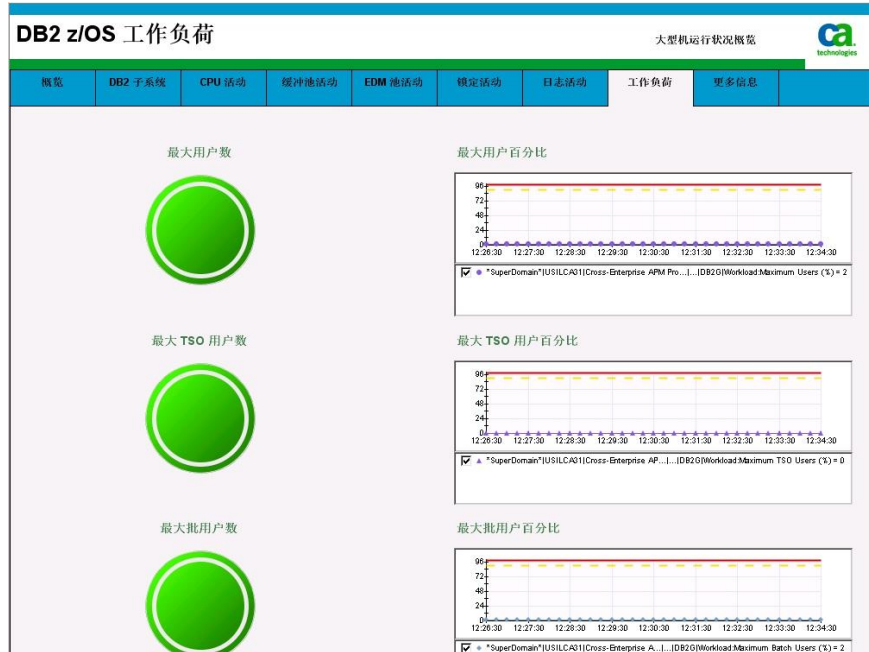 DB2 z/OS 工作负荷
大型机运行状况概览
ca
technologies
概览 DB2 子系统 CPU 活动 缓冲池活动 EDM 池活动 锁定活动 日志活动 工作负荷 更多信息
最大用户数
最大用户百分比
96
72
48
24
0
12:26:30 12:27:30 12:28:30 12:29:30 12:30:30 12:31:30 12:32:30 12:33:30 12:34:30
*SuperDomain*|USILCA31|Cross-Enterprise APM Pro...|...|DB2G|Workload:Maximum Users (%) = 2
最大 TSO 用户数
最大 TSO 用户百分比
96
72
48
24
0
12:26:30 12:27:30 12:28:30 12:29:30 12:30:30 12:31:30 12:32:30 12:33:30 12:34:30
*SuperDomain*|USILCA31|Cross-Enterprise AP...|...|DB2G|Workload:Maximum TSO Users (%) = 0
最大批用户数
最大批用户百分比
96
72
48
24
0
12:26:30 12:27:30 12:28:30 12:29:30 12:30:30 12:31:30 12:32:30 12:33:30 12:34:30
*SuperDomain*|USILCA31|Cross-Enterprise A...|...|DB2G|Workload:Maximum Batch Users (%) = 2